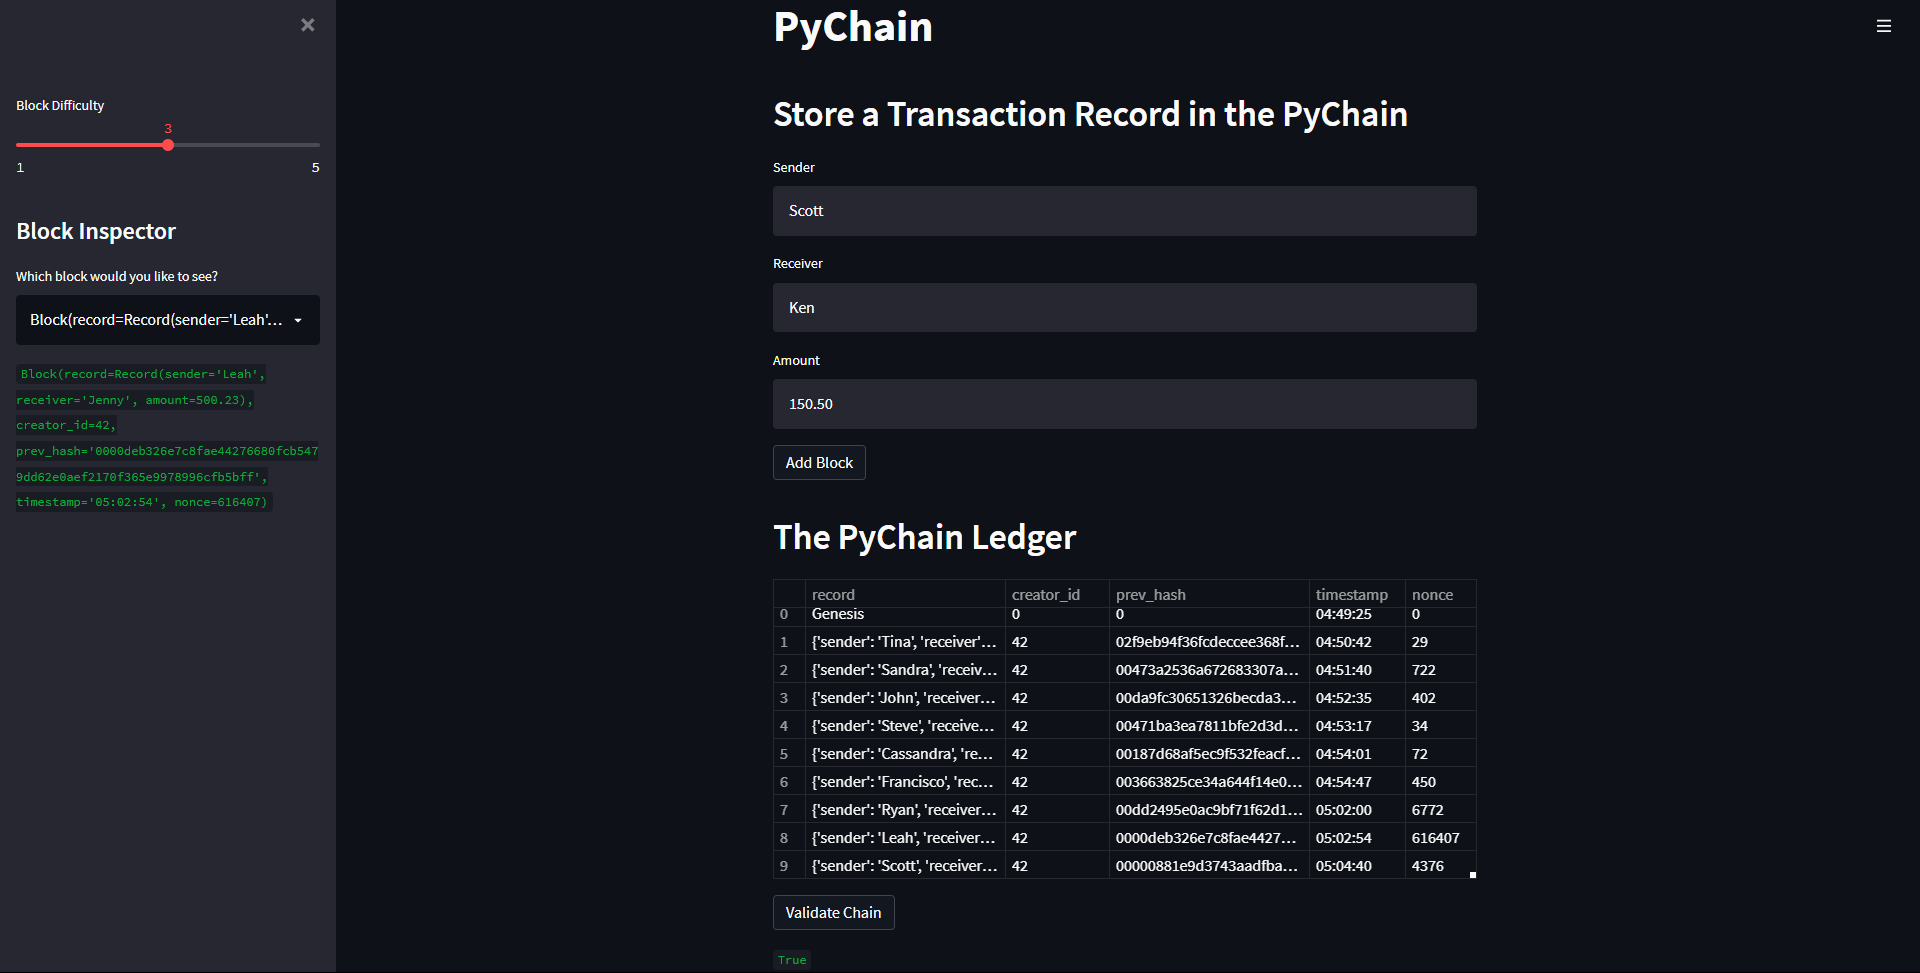 ×
Block Difficulty
3
1 5
Block Inspector
Which block would you like to see?
Block(record=Record(sender='Leah'...
Block(record=Record(sender='Leah',
receiver='Jenny', amount=500.23),
creator_id=42,
prev_hash='0000deb326e7c8fae44276680fcb547
9dd62e0aef2170f365e9978996cfb5bff',
timestamp='05:02:54', nonce=616407)
PyChain
Store a Transaction Record in the PyChain
Sender
Scott
Receiver
Ken
Amount
150.50
Add Block
The PyChain Ledger
record creator_id prev_hash timestamp nonce
0 Genesis 0 0 04:49:25 0
1 {'sender': 'Tina', 'receiver'... 42 02f9eb94f36fcdeccee368f... 04:50:42 29
2 {'sender': 'Sandra', 'receiv... 42 00473a2536a672683307a... 04:51:40 722
3 {'sender': 'John', 'receiver... 42 00da9fc30651326becda3... 04:52:35 402
4 {'sender': 'Steve', 'receive... 42 00471ba3ea7811bfe2d3d... 04:53:17 34
5 {'sender': 'Cassandra', 're... 42 00187d68af5ec9f532feacf... 04:54:01 72
6 {'sender': 'Francisco', 'rec... 42 003663825ce34a644f14e0... 04:54:47 450
7 {'sender': 'Ryan', 'receiver... 42 00dd2495e0ac9bf71f62d1... 05:02:00 6772
8 {'sender': 'Leah', 'receiver... 42 0000deb326e7c8fae4427... 05:02:54 616407
9 {'sender': 'Scott', 'receiver... 42 00000881e9d3743aadfba... 05:04:40 4376
Validate Chain
True